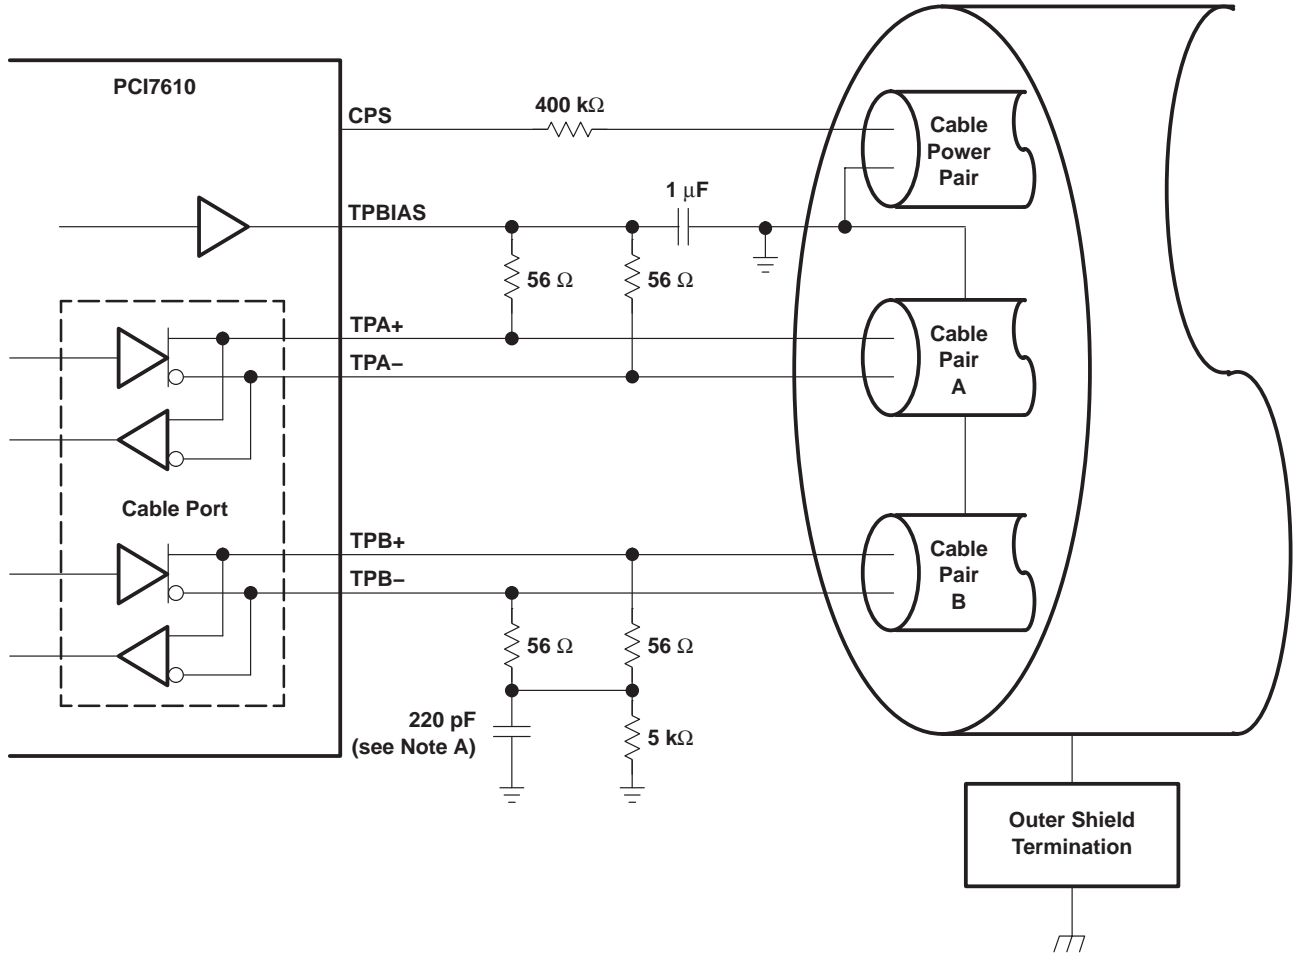 PCI7610
CPS
400 kΩ
Cable
Power
Pair
TPBIAS
1 μF
56 Ω
56 Ω
TPA+
TPA−
Cable
Pair
A
Cable Port
TPB+
TPB−
Cable
Pair
B
56 Ω
56 Ω
220 pF
(see Note A)
5 kΩ
Outer Shield
Termination